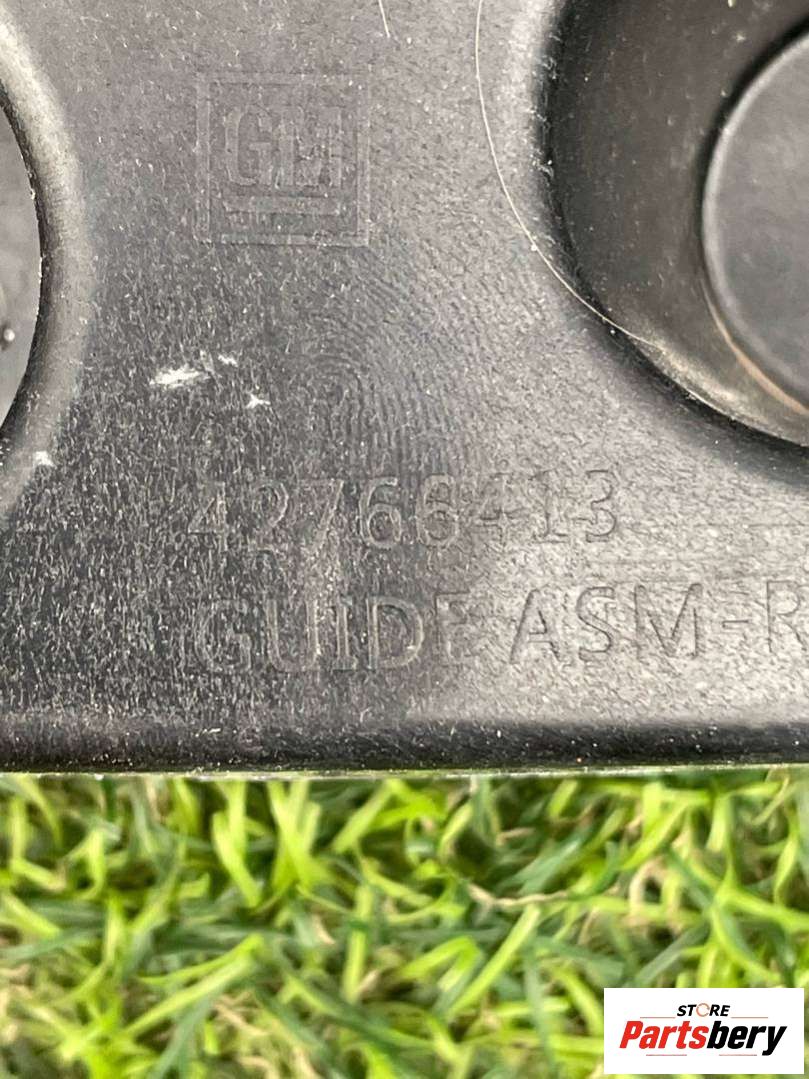 GM
42766413
GUIDE ASM-R
STORE
Partsbery